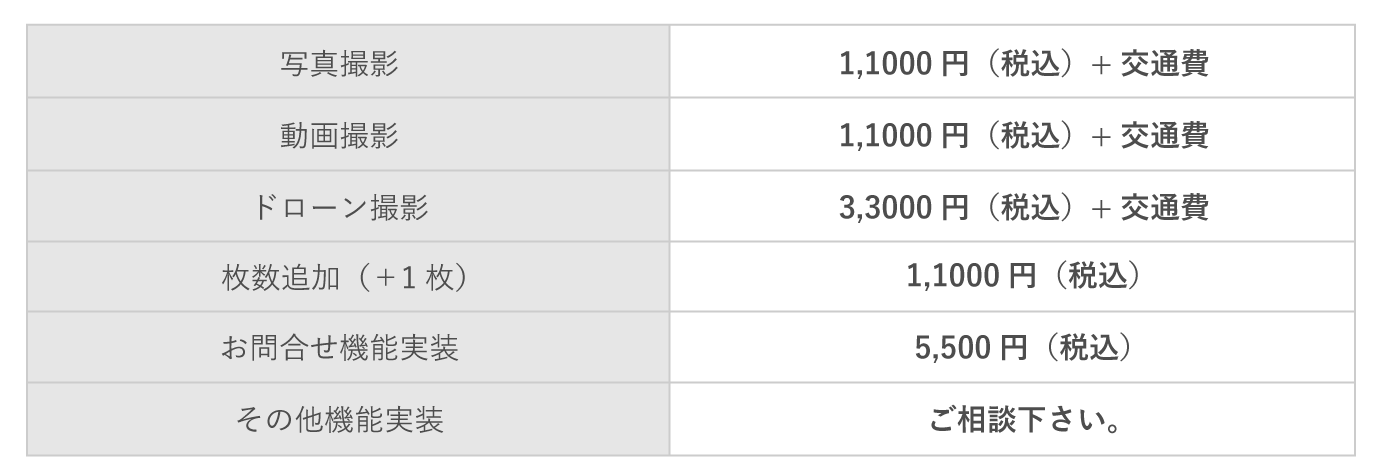 写真撮影 1,1000 円（税込）+ 交通費
動画撮影 1,1000 円（税込）+ 交通費
ドローン撮影 3,3000 円（税込）+ 交通費
枚数追加（＋1 枚） 1,1000 円（税込）
お問合せ機能実装 5,500 円（税込）
その他機能実装 ご相談下さい。